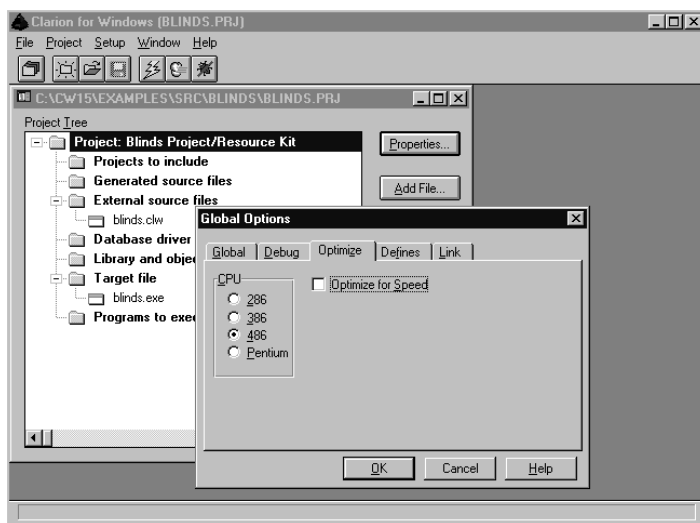 Clarion for Windows (BLINDS.PRJ)
File Project Setup Window Help
C:\CW15\EXAMPLES\SRC\BLINDS\BLINDS.PRJ
Project Tree
Project: Blinds Project/Resource Kit
Projects to include
Generated source files
External source files
blinds.clw
Database driver
Library and objec
Target file
blinds.exe
Programs to exec
Properties...
Add File...
Global Options
Global Debug Optimize Defines Link
CPU
286
386
486
Pentium
Optimize for Speed
OK Cancel Help